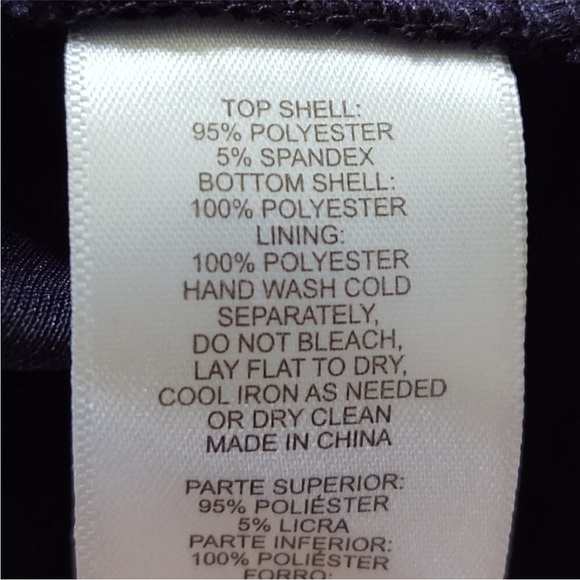 TOP SHELL:
95% POLYESTER
5% SPANDEX
BOTTOM SHELL:
100% POLYESTER
LINING:
100% POLYESTER
HAND WASH COLD
SEPARATELY,
DO NOT BLEACH,
LAY FLAT TO DRY,
COOL IRON AS NEEDED
OR DRY CLEAN
MADE IN CHINA
PARTE SUPERIOR:
95% POLIÉSTER
5% LICRA
PARTE INFERIOR:
100% POLIÉSTER
FORRO: